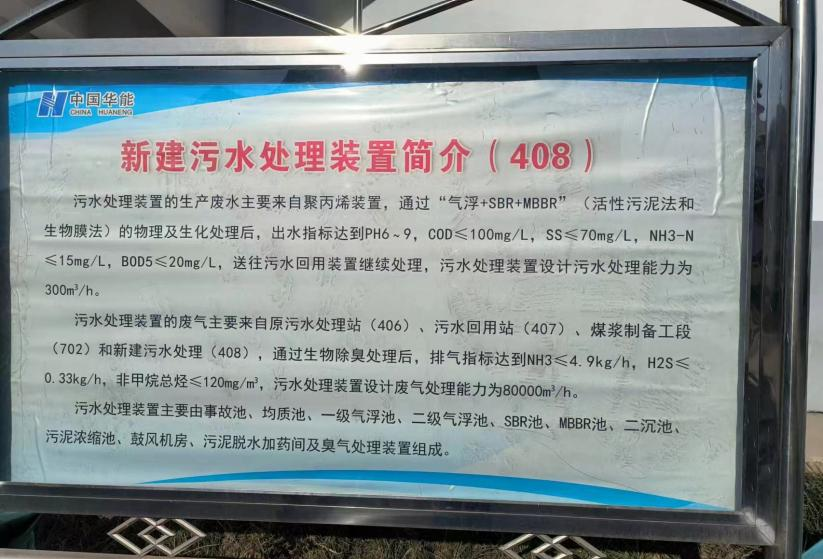 中国华能
CHINA HUANENG
新建污水处理装置简介（408）
污水处理装置的生产废水主要来自聚丙烯装置，通过“气浮+SBR+MBBR”（活性污泥法和
生物膜法）的物理及生化处理后，出水指标达到PH6~9，COD≤100mg/L，SS≤70mg/L，NH3-N
≤15mg/L，BOD5≤20mg/L，送往污水回用装置继续处理，污水处理装置设计污水处理能力为
300m³/h。
污水处理装置的废气主要来自原污水处理站（406）、污水回用站（407）、煤浆制备工段
（702）和新建污水处理（408），通过生物除臭处理后，排气指标达到NH3≤4.9kg/h，H2S≤
0.33kg/h，非甲烷总烃≤120mg/m³，污水处理装置设计废气处理能力为80000m³/h。
污水处理装置主要由事故池、均质池、一级气浮池、二级气浮池、SBR池、MBBR池、二沉池、
污泥浓缩池、鼓风机房、污泥脱水加药间及臭气处理装置组成。